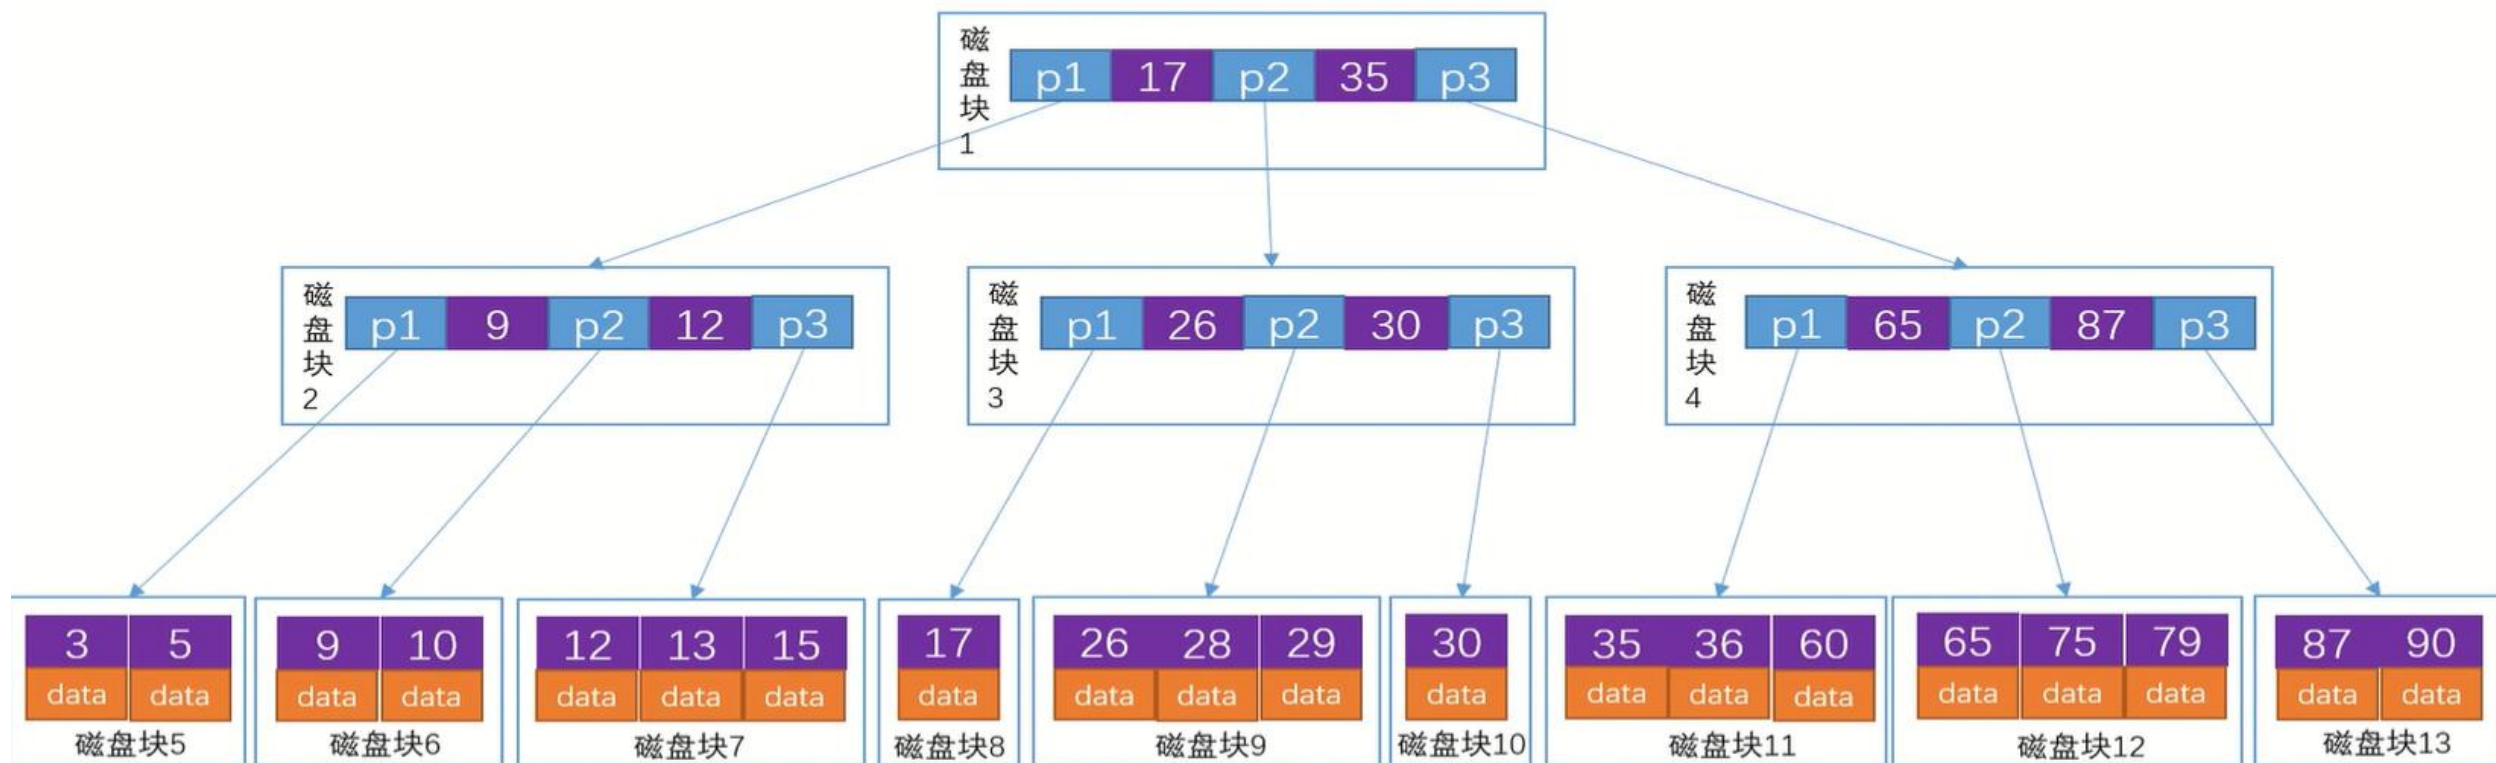 磁盘块1
p1 17 p2 35 p3
磁盘块2
p1 9 p2 12 p3
磁盘块3
p1 26 p2 30 p3
磁盘块4
p1 65 p2 87 p3
3 5
data data
磁盘块5
9 10
data data
磁盘块6
12 13 15
data data data
磁盘块7
17
data
磁盘块8
26 28 29
data data data
磁盘块9
30
data
磁盘块10
35 36 60
data data data
磁盘块11
65 75 79
data data data
磁盘块12
87 90
data data
磁盘块13